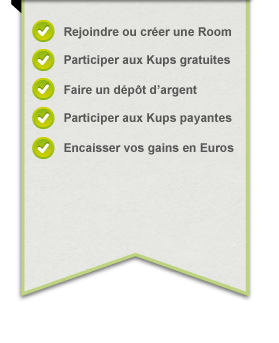 Rejoindre ou créer une Room
Participer aux Kups gratuites
Faire un dépôt d'argent
Participer aux Kups payantes
Encaisser vos gains en Euros